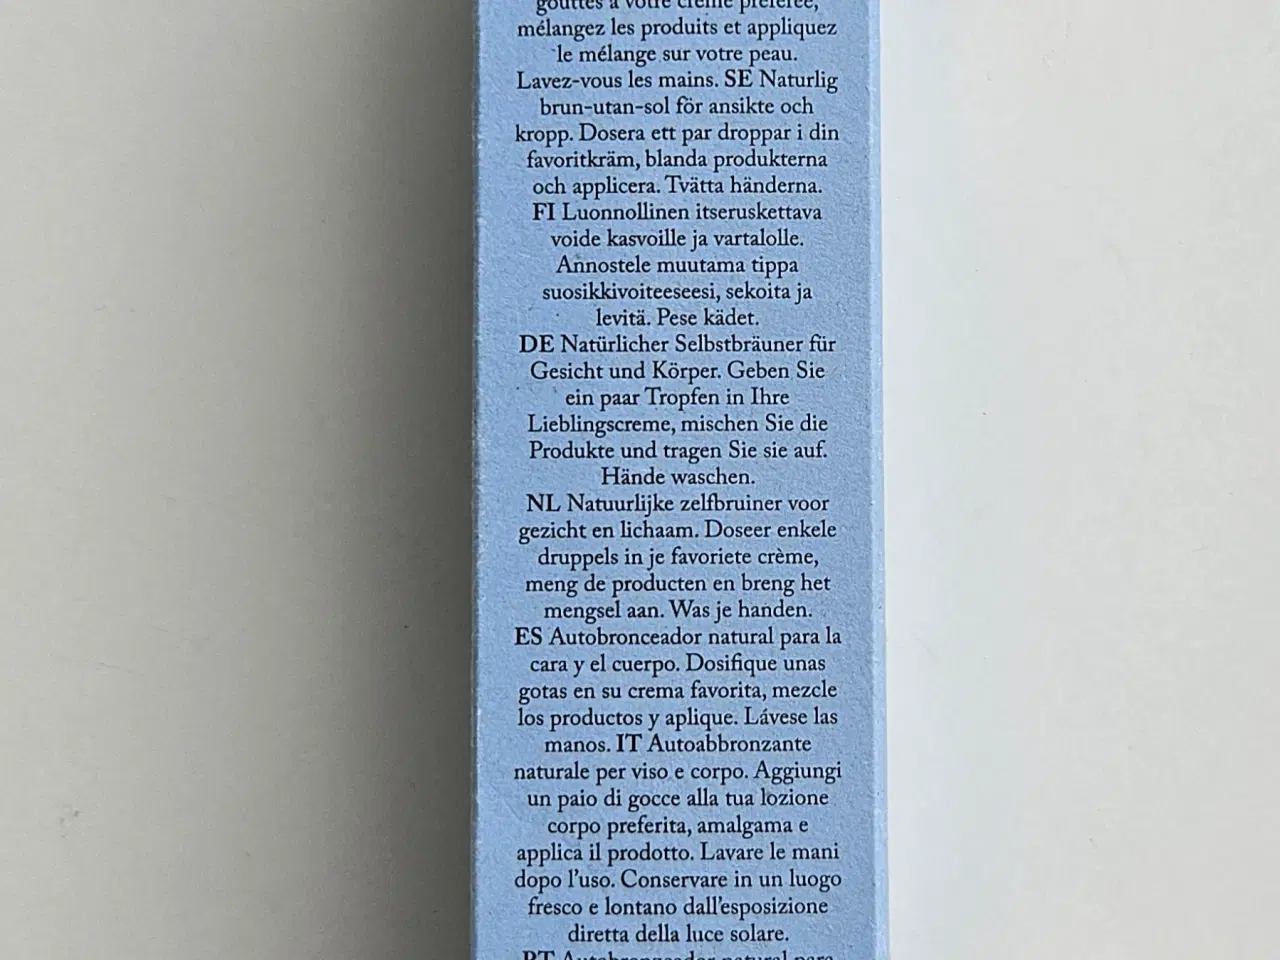 gouttes à votre crème préférée,
mélangez les produits et appliquez
le mélange sur votre peau.
Lavez-vous les mains. SE Naturlig
brun-utan-sol för ansikte och
kropp. Dosera ett par droppar i din
favoritkräm, blanda produkterna
och applicera. Tvätta händerna.
FI Luonnollinen itseruskettava
voide kasvoille ja vartalolle.
Annostele muutama tippa
suosikkivoiteeseesi, sekoita ja
levitä. Pese kädet.
DE Natürlicher Selbstbräuner für
Gesicht und Körper. Geben Sie
ein paar Tropfen in Ihre
Lieblingscreme, mischen Sie die
Produkte und tragen Sie sie auf.
Hände waschen.
NL Natuurlijke zelfbruiner voor
gezicht en lichaam. Doseer enkele
druppels in je favoriete crème,
meng de producten en breng het
mengsel aan. Was je handen.
ES Autobronceador natural para la
cara y el cuerpo. Dosifique unas
gotas en su crema favorita, mezcle
los productos y aplique. Lávese las
manos. IT Autoabbronzante
naturale per viso e corpo. Aggiungi
un paio di gocce alla tua lozione
corpo preferita, amalgama e
applica il prodotto. Lavare le mani
dopo l'uso. Conservare in un luogo
fresco e lontano dall'esposizione
diretta della luce solare.
PT Autobronzeador natural para